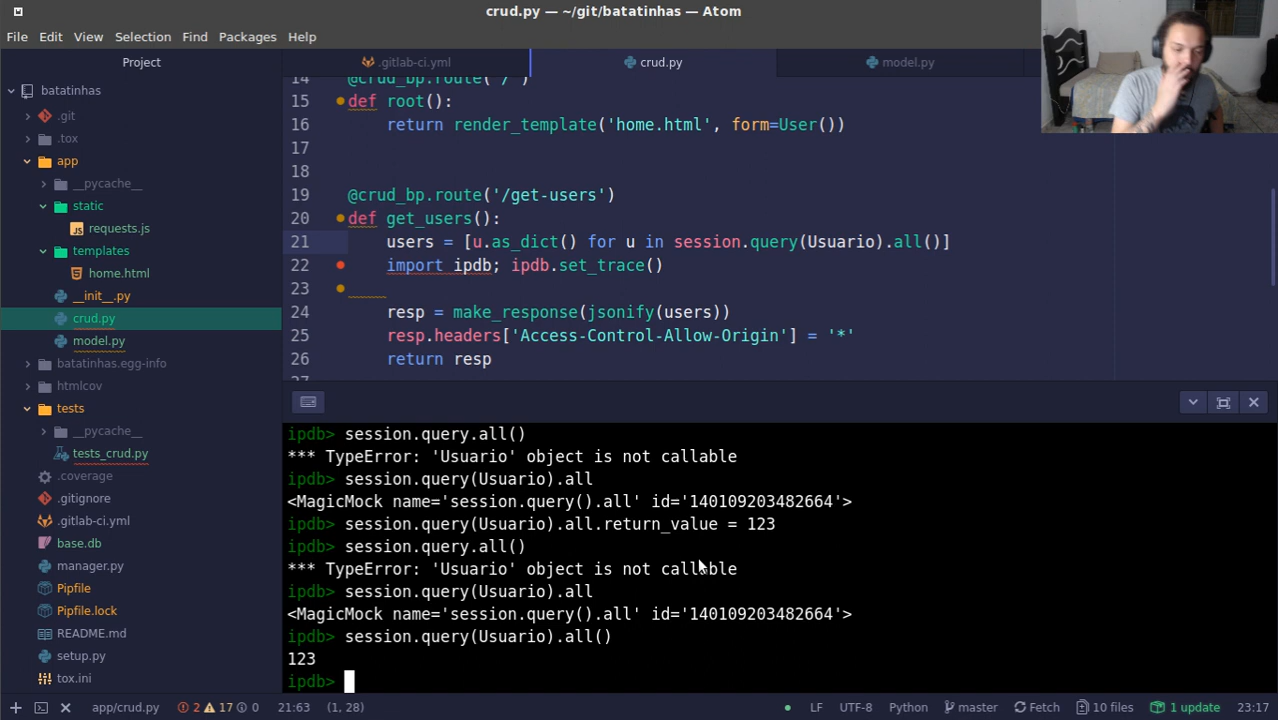 crud.py — ~/git/batatinhas — Atom
File Edit View Selection Find Packages Help
Project
.gitlab-ci.yml
crud.py
model.py
batatinhas
.git
.tox
app
__pycache__
static
requests.js
templates
home.html
__init__.py
crud.py
model.py
batatinhas.egg-info
htmlcov
tests
__pycache__
tests_crud.py
.coverage
.gitignore
.gitlab-ci.yml
base.db
manager.py
Pipfile
Pipfile.lock
README.md
setup.py
tox.ini
14 @crud_bp.route('/')
15 def root():
16 return render_template('home.html', form=User())
17
18
19 @crud_bp.route('/get-users')
20 def get_users():
21 users = [u.as_dict() for u in session.query(Usuario).all()]
22 import ipdb; ipdb.set_trace()
23
24 resp = make_response(jsonify(users))
25 resp.headers['Access-Control-Allow-Origin'] = '*'
26 return resp
27
ipdb> session.query.all()
*** TypeError: 'Usuario' object is not callable
ipdb> session.query(Usuario).all
<MagicMock name='session.query().all' id='140109203482664'>
ipdb> session.query(Usuario).all.return_value = 123
ipdb> session.query.all()
*** TypeError: 'Usuario' object is not callable
ipdb> session.query(Usuario).all
<MagicMock name='session.query().all' id='140109203482664'>
ipdb> session.query(Usuario).all()
123
ipdb>
app/crud.py 2 17 0 21:63 (1, 28) LF UTF-8 Python master Fetch 10 files 1 update 23:17